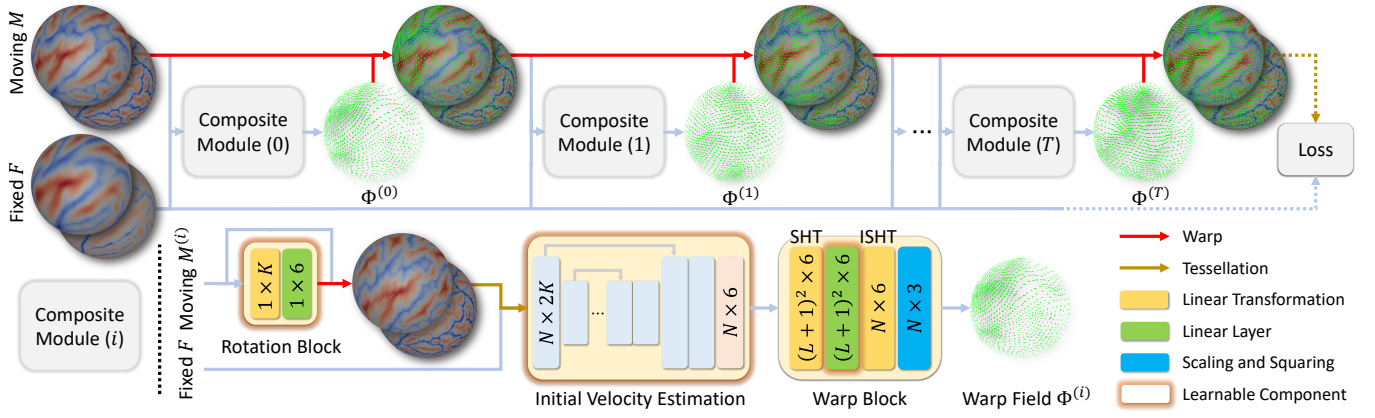 Moving M
Composite
Module (0)
Φ(0)
Composite
Module (1)
Φ(1)
...
Composite
Module (T)
Φ(T)
Loss
Fixed F
Composite
Module (i)
Fixed F Moving M(i)
1 × K
1 × 6
Rotation Block
N × 2K
...
N × 6
Initial Velocity Estimation
SHT
ISHT
(L + 1)² × 6
(L + 1)² × 6
N × 6
N × 3
Warp Block
Warp Field Φ(i)
Warp
Tessellation
Linear Transformation
Linear Layer
Scaling and Squaring
Learnable Component